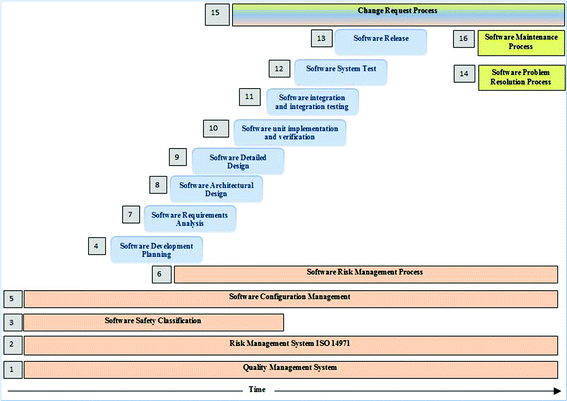 15
Change Request Process
13
Software Release
16
Software Maintenance
Process
12
Software System Test
14
Software Problem
Resolution Process
11
Software integration
and integration testing
10
Software unit implementation
and verification
9
Software Detailed
Design
8
Software Architectural
Design
7
Software Requirements
Analysis
4
Software Development
Planning
6
Software Risk Management Process
5
Software Configuration Management
3
Software Safety Classification
2
Risk Management System ISO 14971
1
Quality Management System
Time